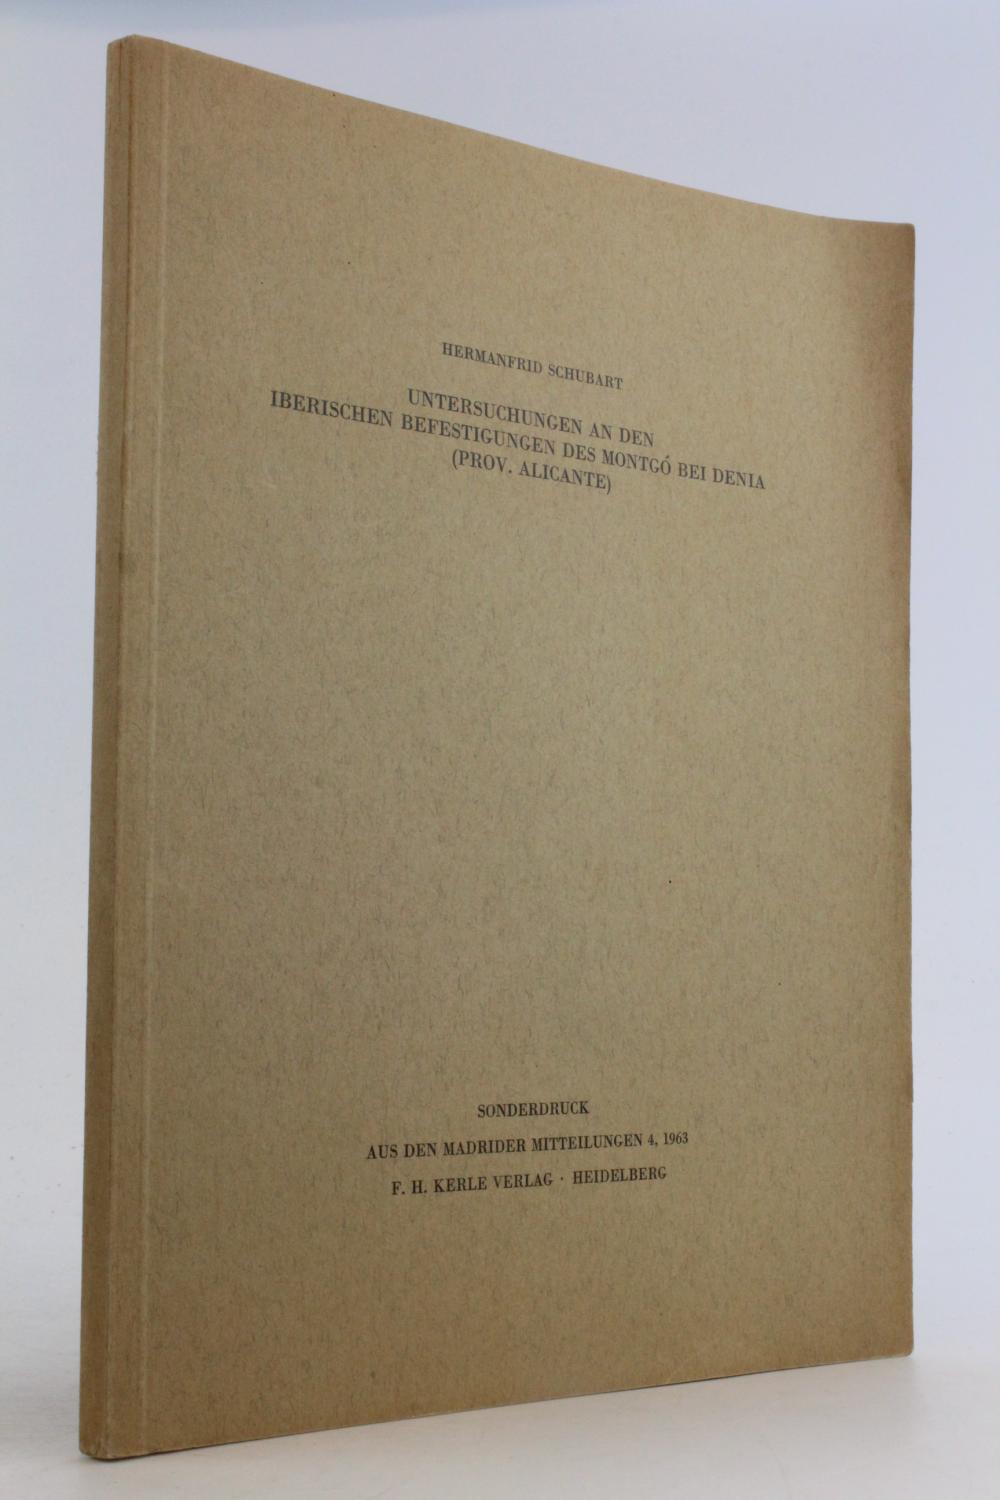 HERMANFRID SCHUBART
UNTERSUCHUNGEN AN DEN
IBERISCHEN BEFESTIGUNGEN DES MONTGÓ BEI DENIA
(PROV. ALICANTE)
SONDERDRUCK
AUS DEN MADRIDER MITTEILUNGEN 4, 1963
F. H. KERLE VERLAG · HEIDELBERG